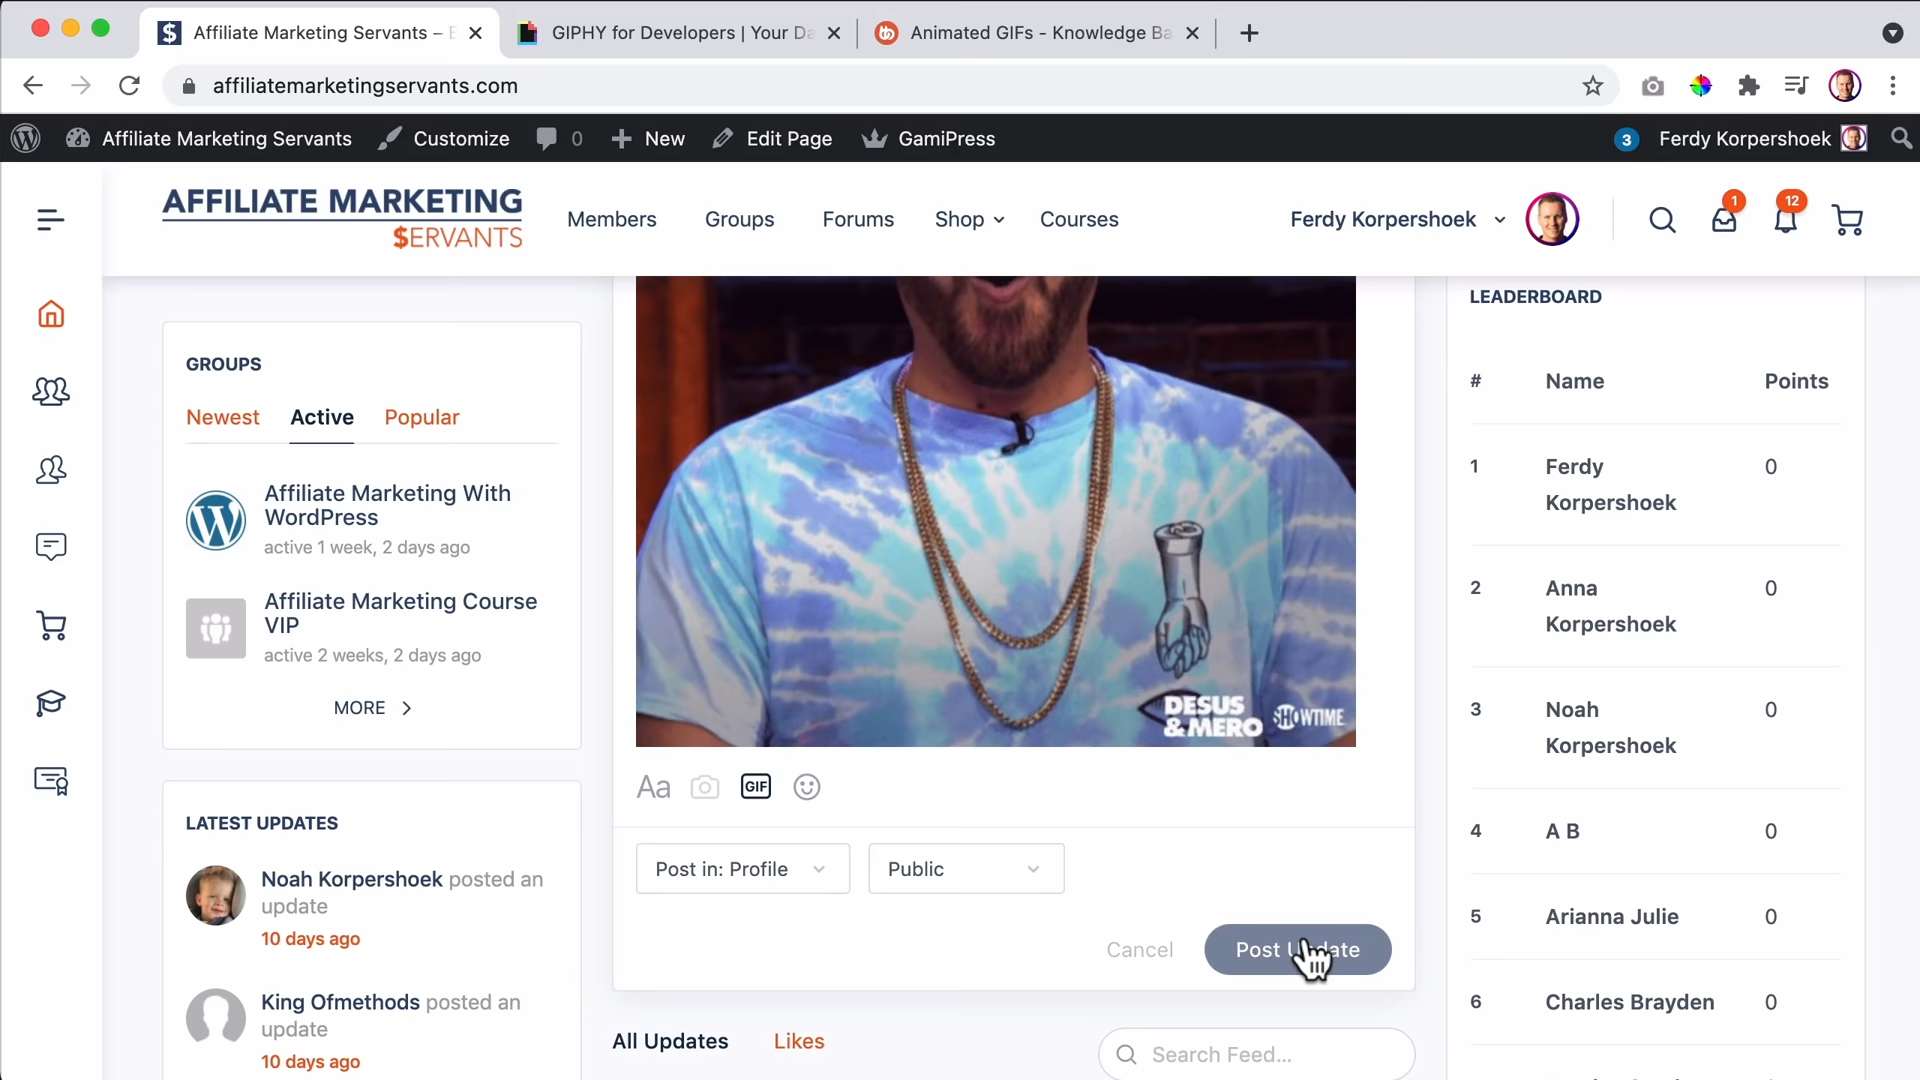 Affiliate Marketing Servants –
GIPHY for Developers | Your Da
Animated GIFs - Knowledge Ba
affiliatemarketingservants.com
Affiliate Marketing Servants
Customize
0
New
Edit Page
GamiPress
3
Ferdy Korpershoek
AFFILIATE MARKETING
$ERVANTS
Members
Groups
Forums
Shop
Courses
Ferdy Korpershoek
1
12
GROUPS
Newest
Active
Popular
Affiliate Marketing With
WordPress
active 1 week, 2 days ago
Affiliate Marketing Course
VIP
active 2 weeks, 2 days ago
MORE
LATEST UPDATES
Noah Korpershoek posted an
update
10 days ago
King Ofmethods posted an
update
10 days ago
DESUS
& MERO
SHOWTIME
Aa
GIF
Post in: Profile
Public
Cancel
Post Update
All Updates
Likes
Search Feed...
LEADERBOARD
# Name Points
1 Ferdy 0
Korpershoek
2 Anna 0
Korpershoek
3 Noah 0
Korpershoek
4 A B 0
5 Arianna Julie 0
6 Charles Brayden 0